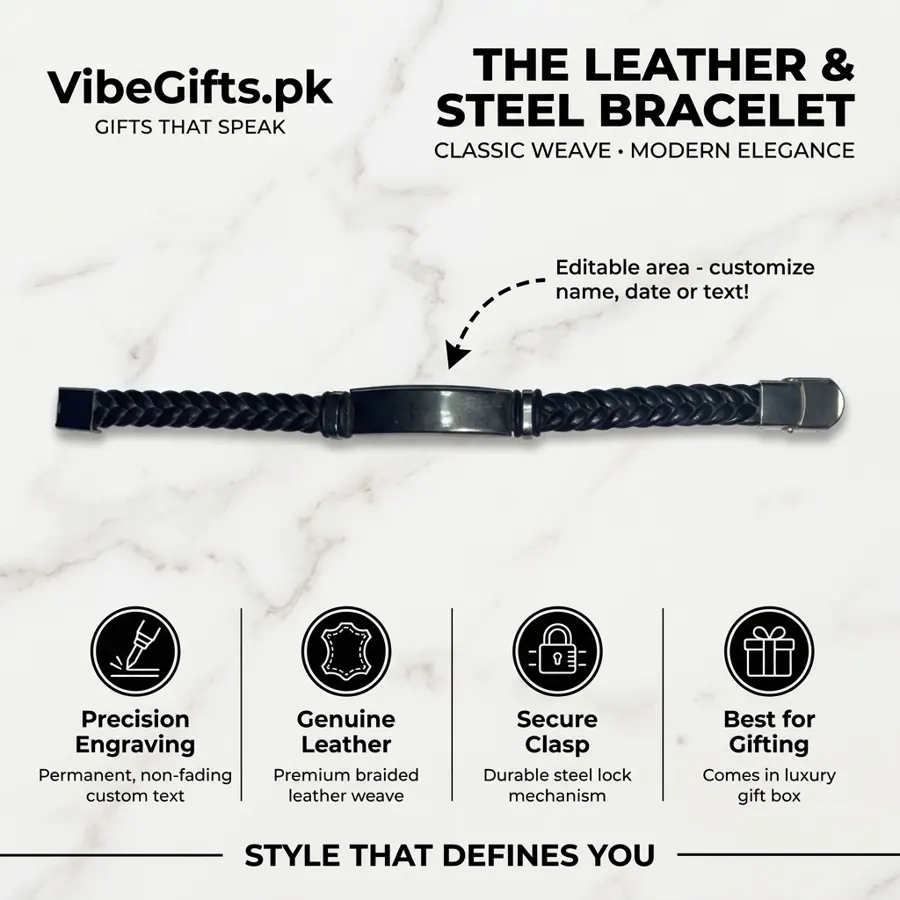 VibeGifts.pk
GIFTS THAT SPEAK
THE LEATHER &
STEEL BRACELET
CLASSIC WEAVE • MODERN ELEGANCE
Editable area - customize
name, date or text!
Precision
Engraving
Permanent, non-fading
custom text
Genuine
Leather
Premium braided
leather weave
Secure
Clasp
Durable steel lock
mechanism
Best for
Gifting
Comes in luxury
gift box
STYLE THAT DEFINES YOU